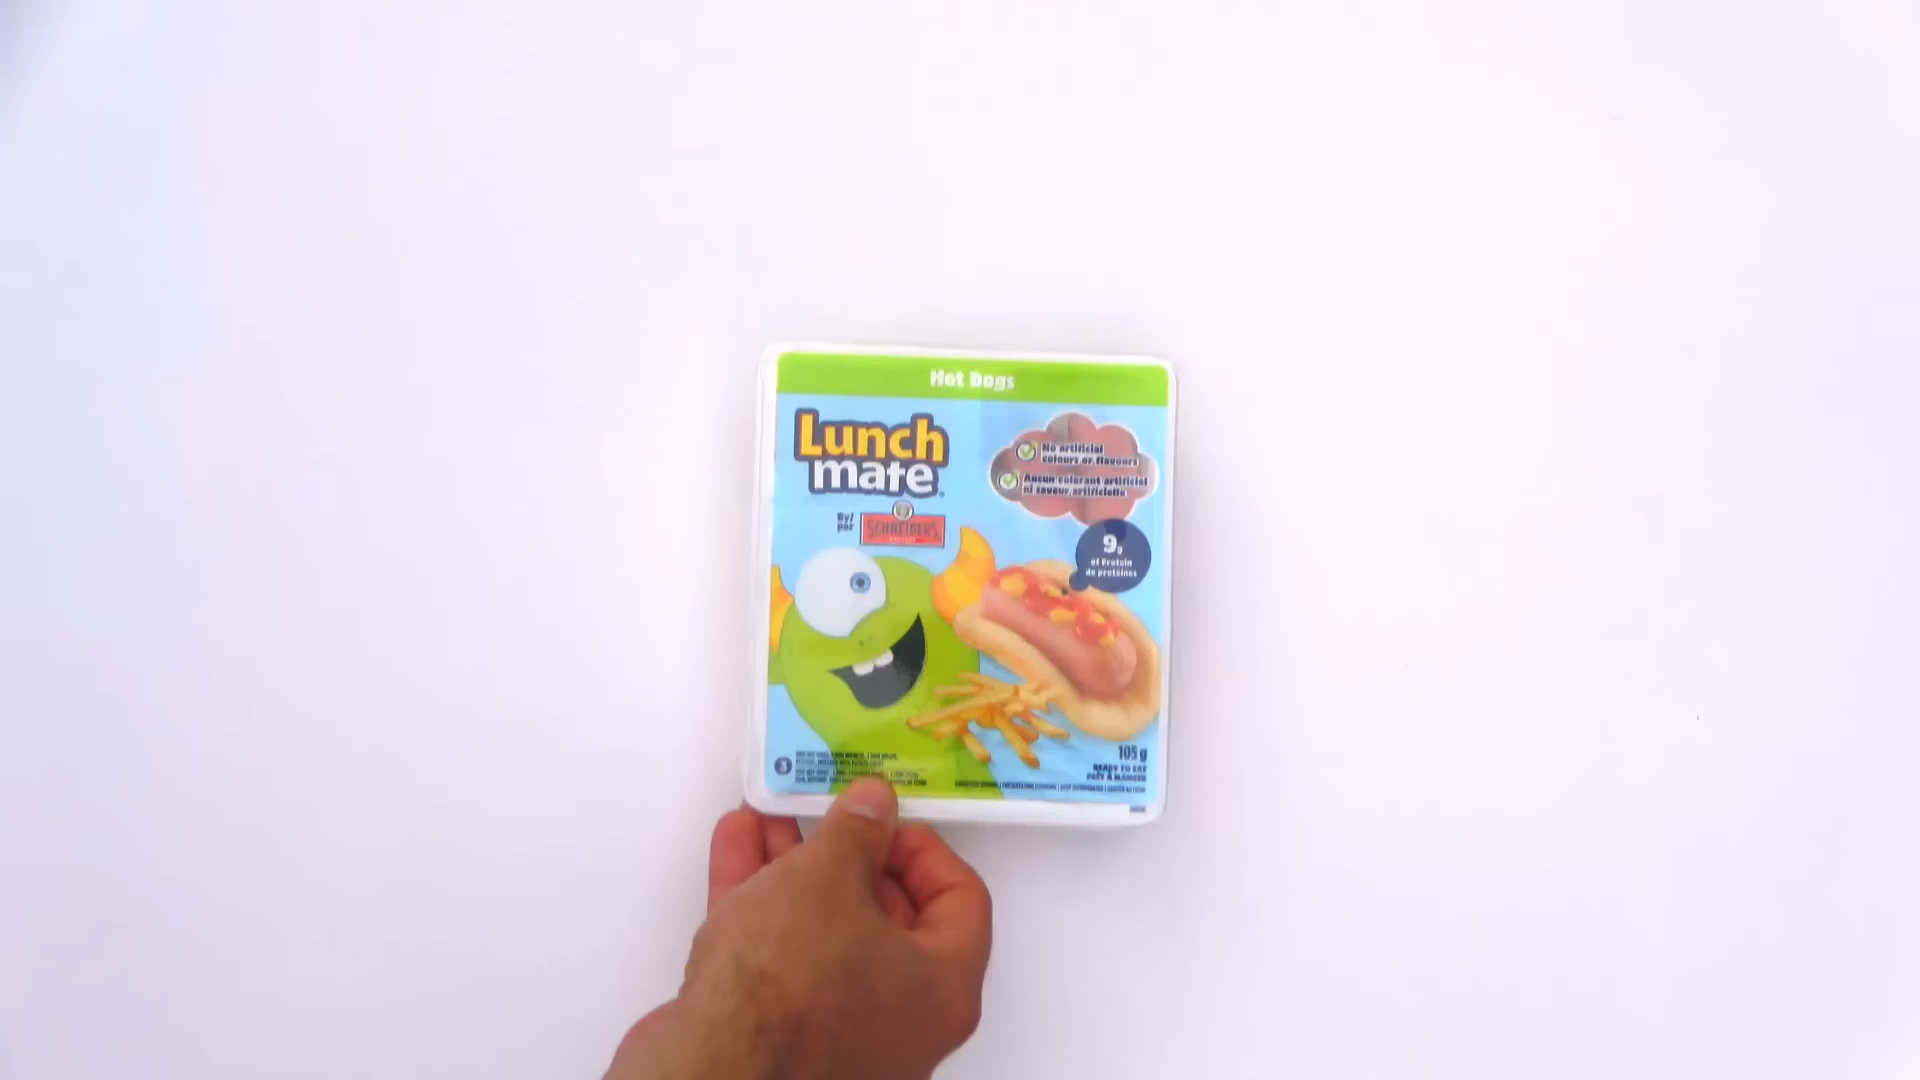 Hot Dogs
Lunch
mate
By/
par
SCHNEIDERS
No artificial
colours or flavours
Aucun colorant artificiel
ni saveur artificielle
9g
of Protein
de protéines
105 g
READY TO EAT
PRÊT À MANGER
3